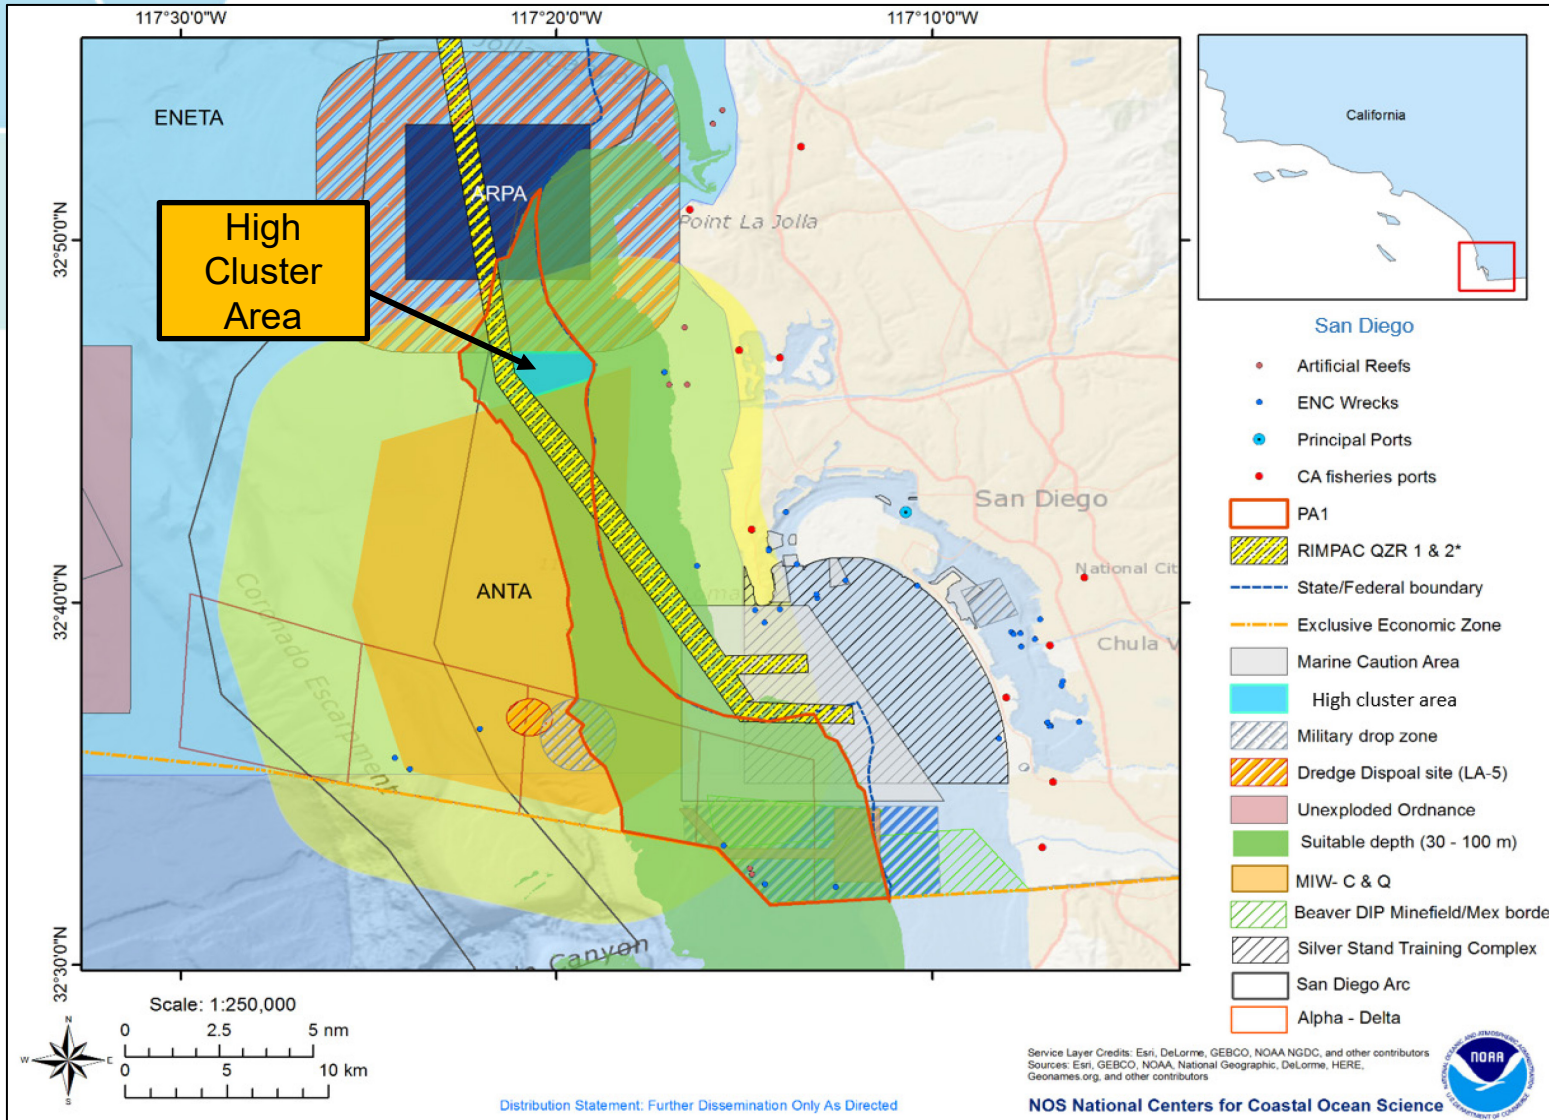 117°30'0"W
117°20'0"W
117°10'0"W
32°50'0"N
32°40'0"N
32°30'0"N
ENETA
ARPA
High
Cluster
Area
Point La Jolla
San Diego
National Cit
Chula V
ANTA
Coronado Escarpment
Canyon
California
San Diego
Artificial Reefs
ENC Wrecks
Principal Ports
CA fisheries ports
PA1
RIMPAC QZR 1 & 2*
State/Federal boundary
Exclusive Economic Zone
Marine Caution Area
High cluster area
Military drop zone
Dredge Dispoal site (LA-5)
Unexploded Ordnance
Suitable depth (30 - 100 m)
MIW- C & Q
Beaver DIP Minefield/Mex borde
Silver Stand Training Complex
San Diego Arc
Alpha - Delta
Scale: 1:250,000
0 2.5 5 nm
0 5 10 km
N
W E
S
Service Layer Credits: Esri, DeLorme, GEBCO, NOAA NGDC, and other contributors
Sources: Esri, GEBCO, NOAA, National Geographic, DeLorme, HERE,
Geonames.org, and other contributors
NOAA
Distribution Statement: Further Dissemination Only As Directed
NOS National Centers for Coastal Ocean Science